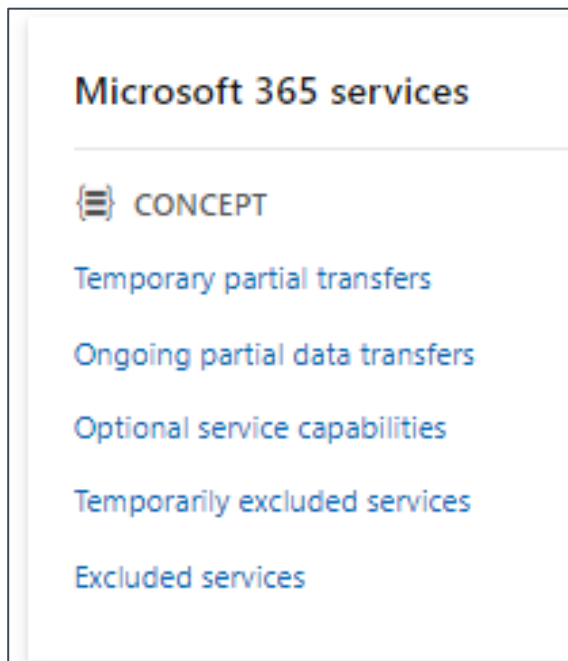 Microsoft 365 services
CONCEPT
Temporary partial transfers
Ongoing partial data transfers
Optional service capabilities
Temporarily excluded services
Excluded services